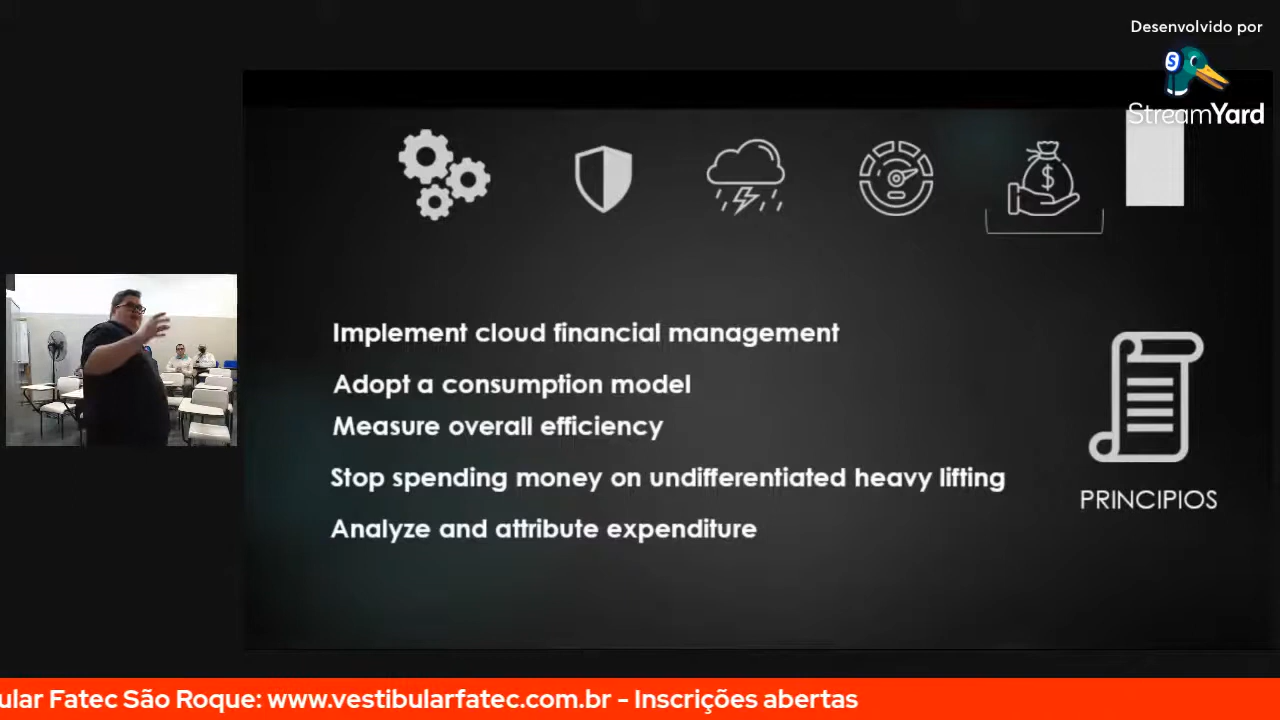 Desenvolvido por
StreamYard
Implement cloud financial management
Adopt a consumption model
Measure overall efficiency
Stop spending money on undifferentiated heavy lifting
Analyze and attribute expenditure
PRINCIPIOS
ular Fatec São Roque: www.vestibularfatec.com.br - Inscrições abertas